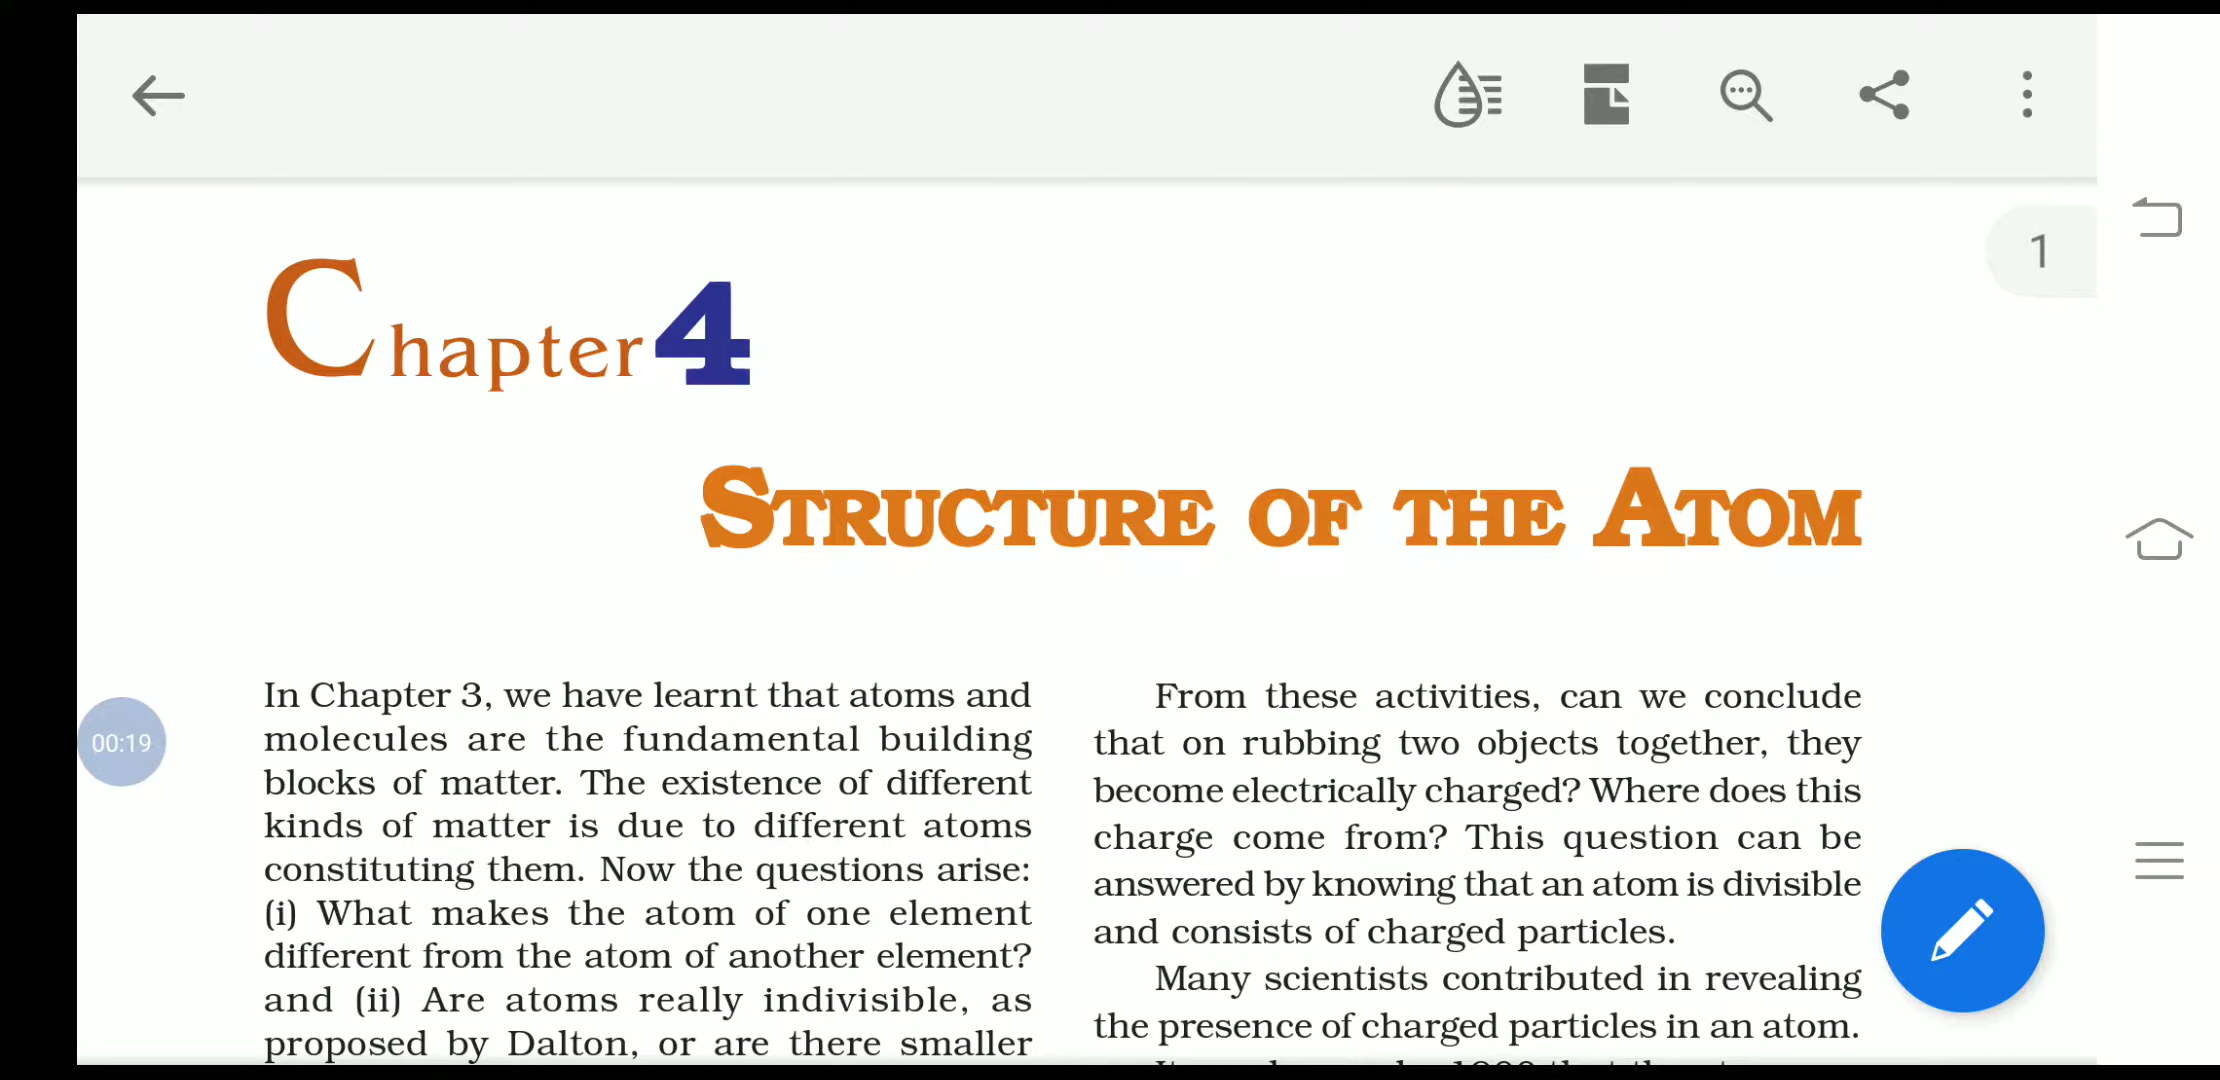 1
Chapter 4
STRUCTURE OF THE ATOM
In Chapter 3, we have learnt that atoms and
molecules are the fundamental building
blocks of matter. The existence of different
kinds of matter is due to different atoms
constituting them. Now the questions arise:
(i) What makes the atom of one element
different from the atom of another element?
and (ii) Are atoms really indivisible, as
proposed by Dalton, or are there smaller
From these activities, can we conclude
that on rubbing two objects together, they
become electrically charged? Where does this
charge come from? This question can be
answered by knowing that an atom is divisible
and consists of charged particles.
Many scientists contributed in revealing
the presence of charged particles in an atom.
00:19